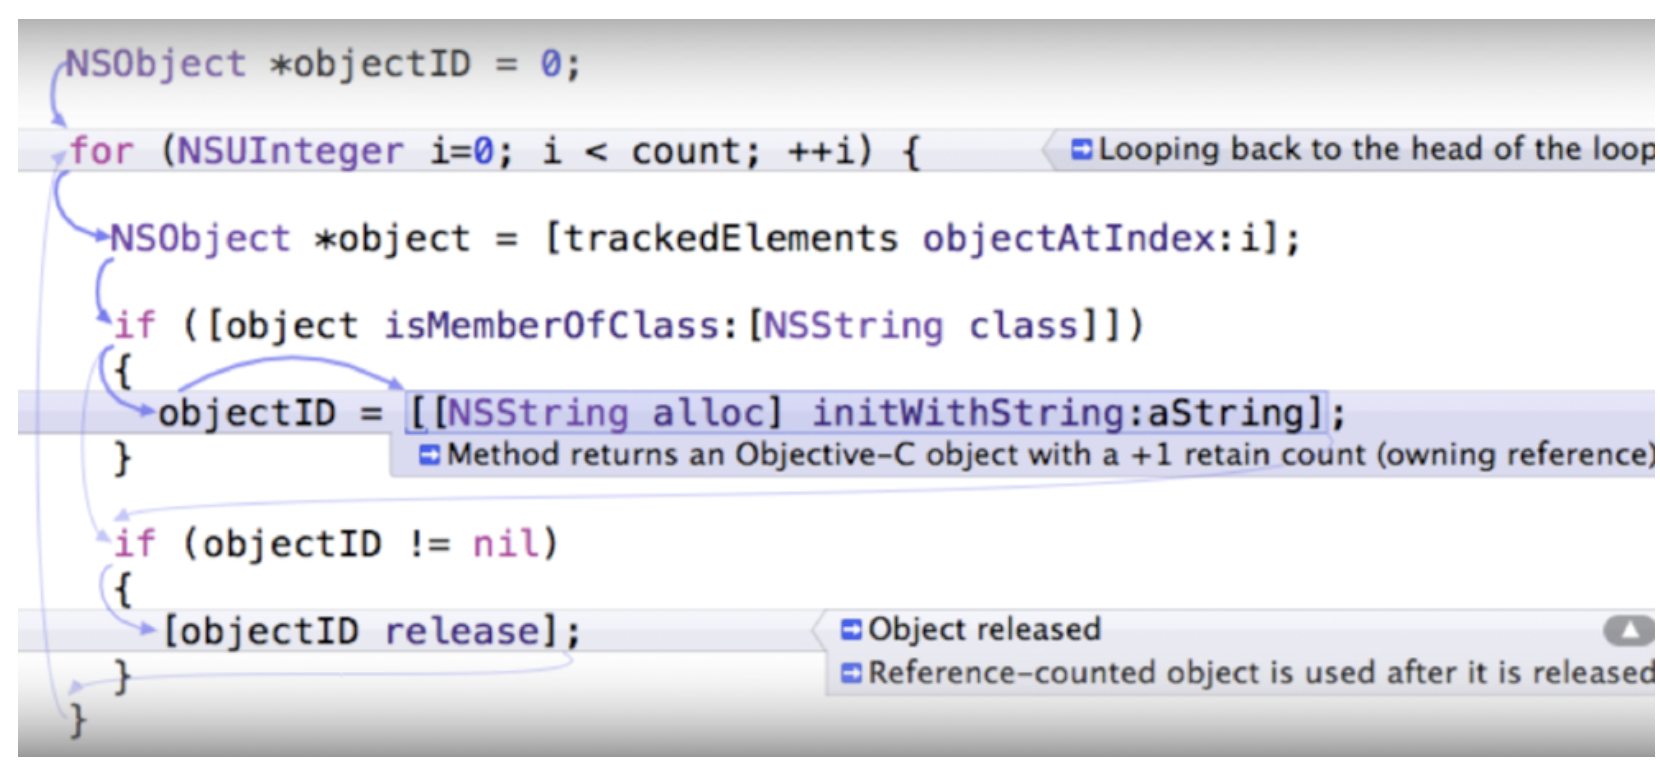 NSObject *objectID = 0;
for (NSUInteger i=0; i < count; ++i) { Looping back to the head of the loop
NSObject *object = [trackedElements objectAtIndex:i];
if ([object isMemberOfClass:[NSString class]])
{
objectID = [[NSString alloc] initWithString:aString];
Method returns an Objective-C object with a +1 retain count (owning reference)
}
if (objectID != nil)
{
[objectID release]; Object released
Reference-counted object is used after it is released
}
}